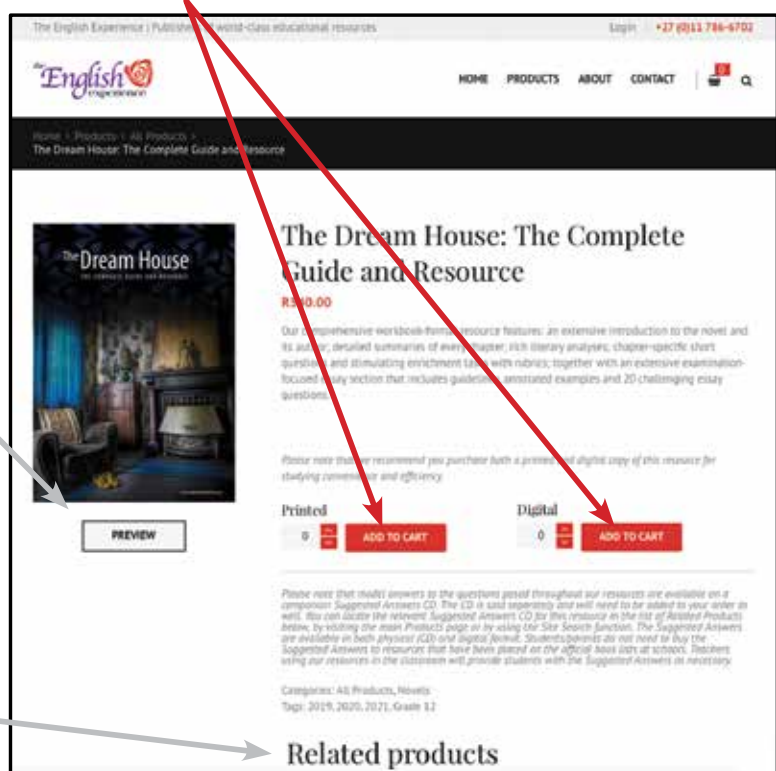 The English Experience | Publishers of world-class educational resources
Login +27 (0)11 786-6702
the English experience
HOME PRODUCTS ABOUT CONTACT 0
Home > Products > All Products >
The Dream House: The Complete Guide and Resource
The Dream House
THE COMPLETE GUIDE AND RESOURCE
PREVIEW
The Dream House: The Complete
Guide and Resource
.00
Our comprehensive workbook-format resource features: an extensive introduction to the novel and
its author; detailed summaries of every chapter; rich literary analyses; chapter-specific short
questions and stimulating enrichment tasks with rubrics; together with an extensive examination-
focused essay section that includes guidelines, annotated examples and 20 challenging essay
questions.
Please note that we recommend you purchase both a printed and digital copy of this resource for
studying convenience and efficiency.
Printed Digital
0 ADD TO CART 0 ADD TO CART
Please note that model answers to the questions posed throughout our resources are available on a
companion Suggested Answers CD. The CD is sold separately and will need to be added to your order as
well. You can locate the relevant Suggested Answers CD for this resource in the list of Related Products
below, by visiting the main Products page or by using the Site Search function. The Suggested Answers
are available in both physical (CD) and digital format. Students/parents do not need to buy the
Suggested Answers to resources that have been placed on the official book lists at schools. Teachers
using our resources in the classroom will provide students with the Suggested Answers as necessary.
Categories: All Products, Novels
Tags: 2019, 2020, 2021, Grade 12
Related products